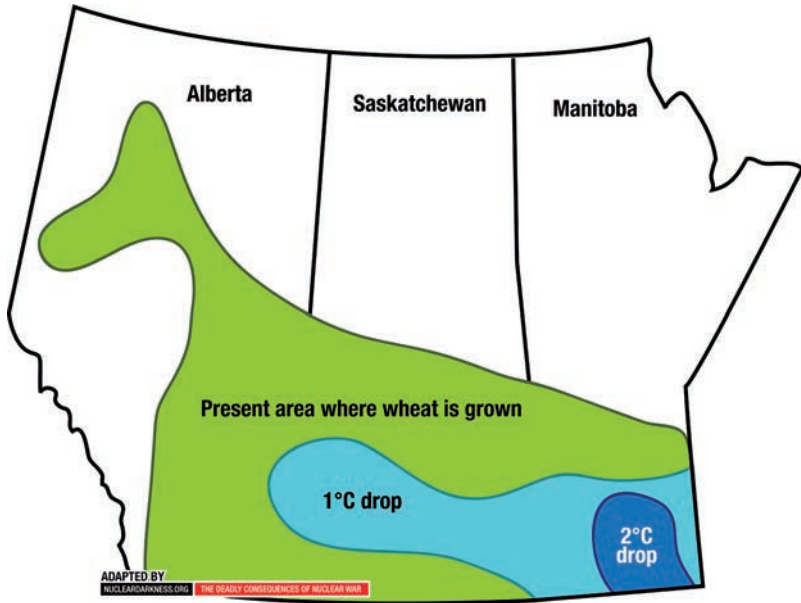 Alberta
Saskatchewan
Manitoba
Present area where wheat is grown
1°C drop
2°C
drop
ADAPTED BY
NUCLEARDARKNESS.ORG THE DEADLY CONSEQUENCES OF NUCLEAR WAR